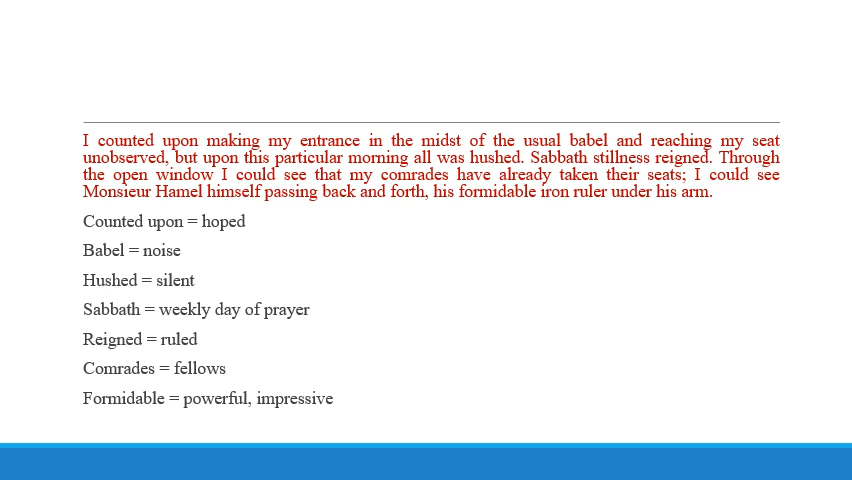 I counted upon making my entrance in the midst of the usual babel and reaching my seat
unobserved, but upon this particular morning all was hushed. Sabbath stillness reigned. Through
the open window I could see that my comrades have already taken their seats; I could see
Monsieur Hamel himself passing back and forth, his formidable iron ruler under his arm.
Counted upon = hoped
Babel = noise
Hushed = silent
Sabbath = weekly day of prayer
Reigned = ruled
Comrades = fellows
Formidable = powerful, impressive